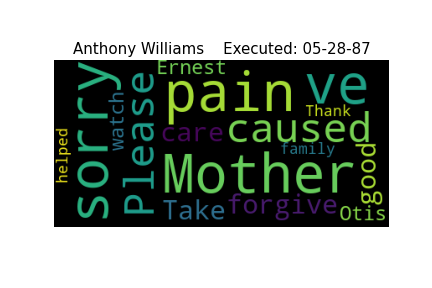 Anthony Williams    Executed: 05-28-87
Ernest
sorry
pain
ve
Please
watch
Thank
care
caused
helped
family
Mother
good
Take
forgive
Otis